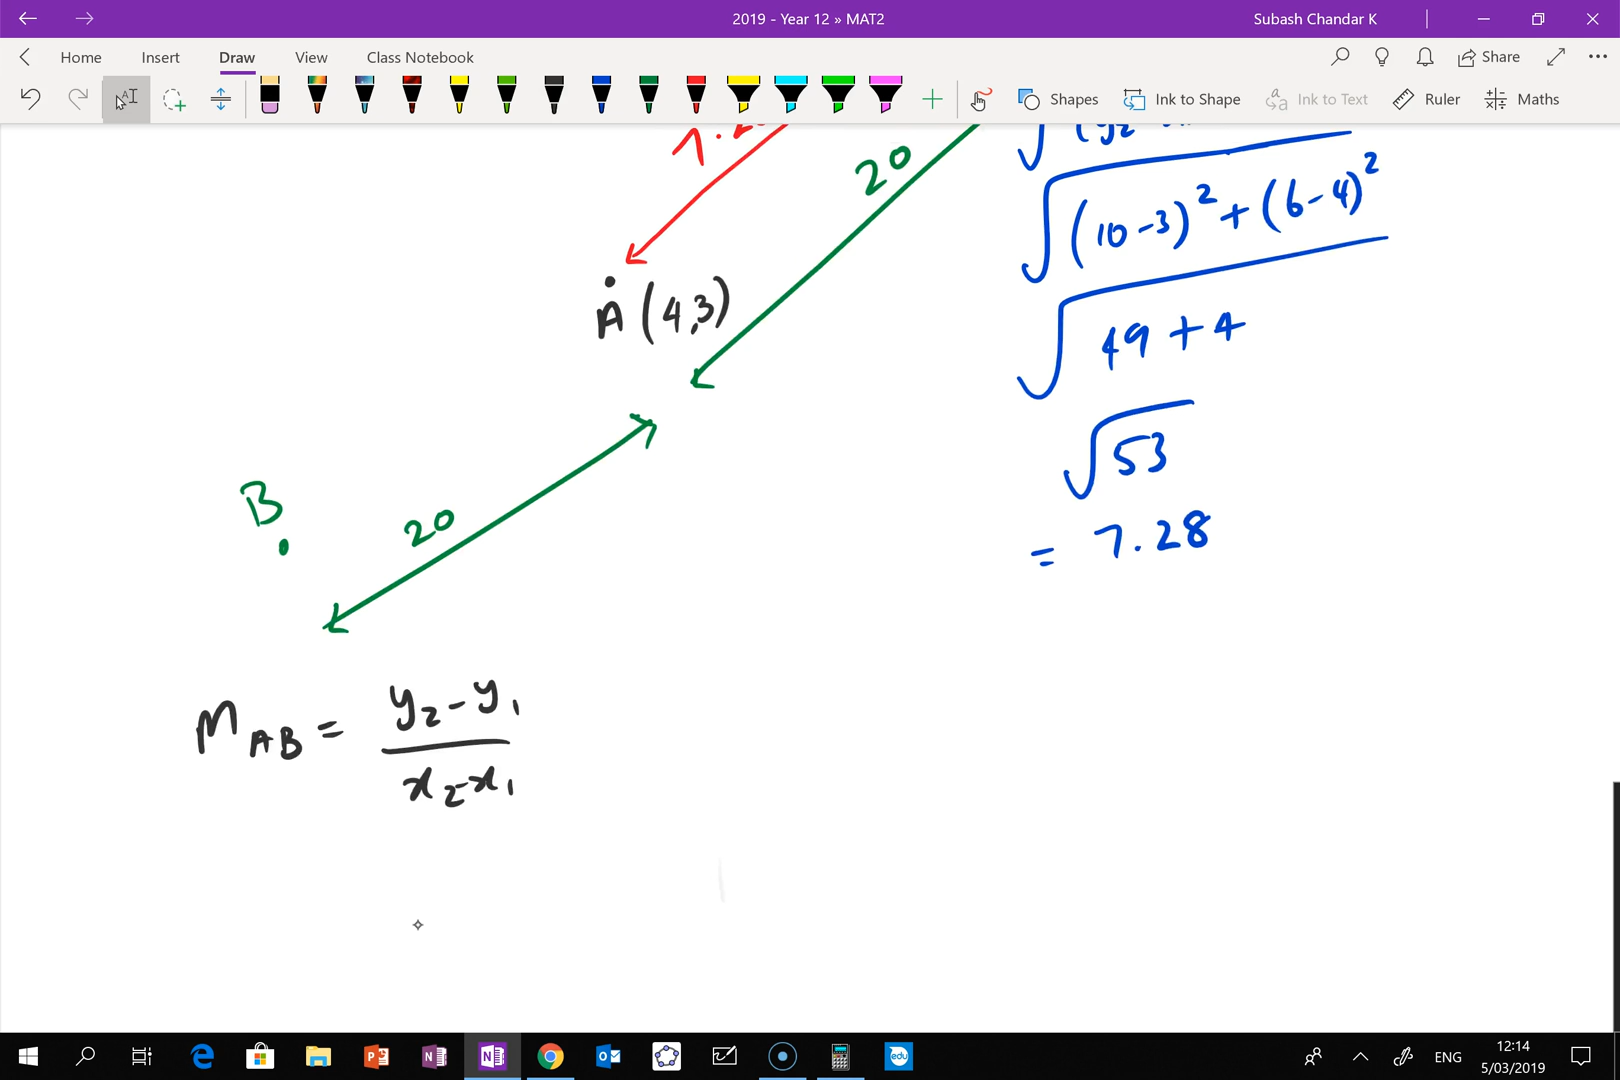 2019 - Year 12 » MAT2
Subash Chandar K
Home Insert Draw View Class Notebook
Share
Shapes Ink to Shape Ink to Text Ruler Maths
20
√(10-3)² + (6-4)²
A (4,3)
√49 + 4
√53
= 7.28
B
20
M_AB = (y₂-y₁)/(x₂-x₁)
ENG
12:14
5/03/2019
edu